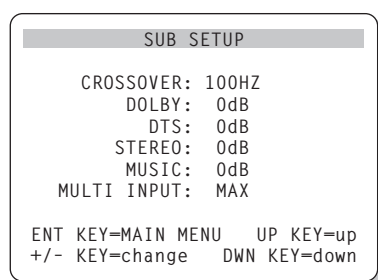 SUB SETUP
CROSSOVER: 100HZ
DOLBY: 0dB
DTS: 0dB
STEREO: 0dB
MUSIC: 0dB
MULTI INPUT: MAX
ENT KEY=MAIN MENU UP KEY=up
+/- KEY=change DWN KEY=down